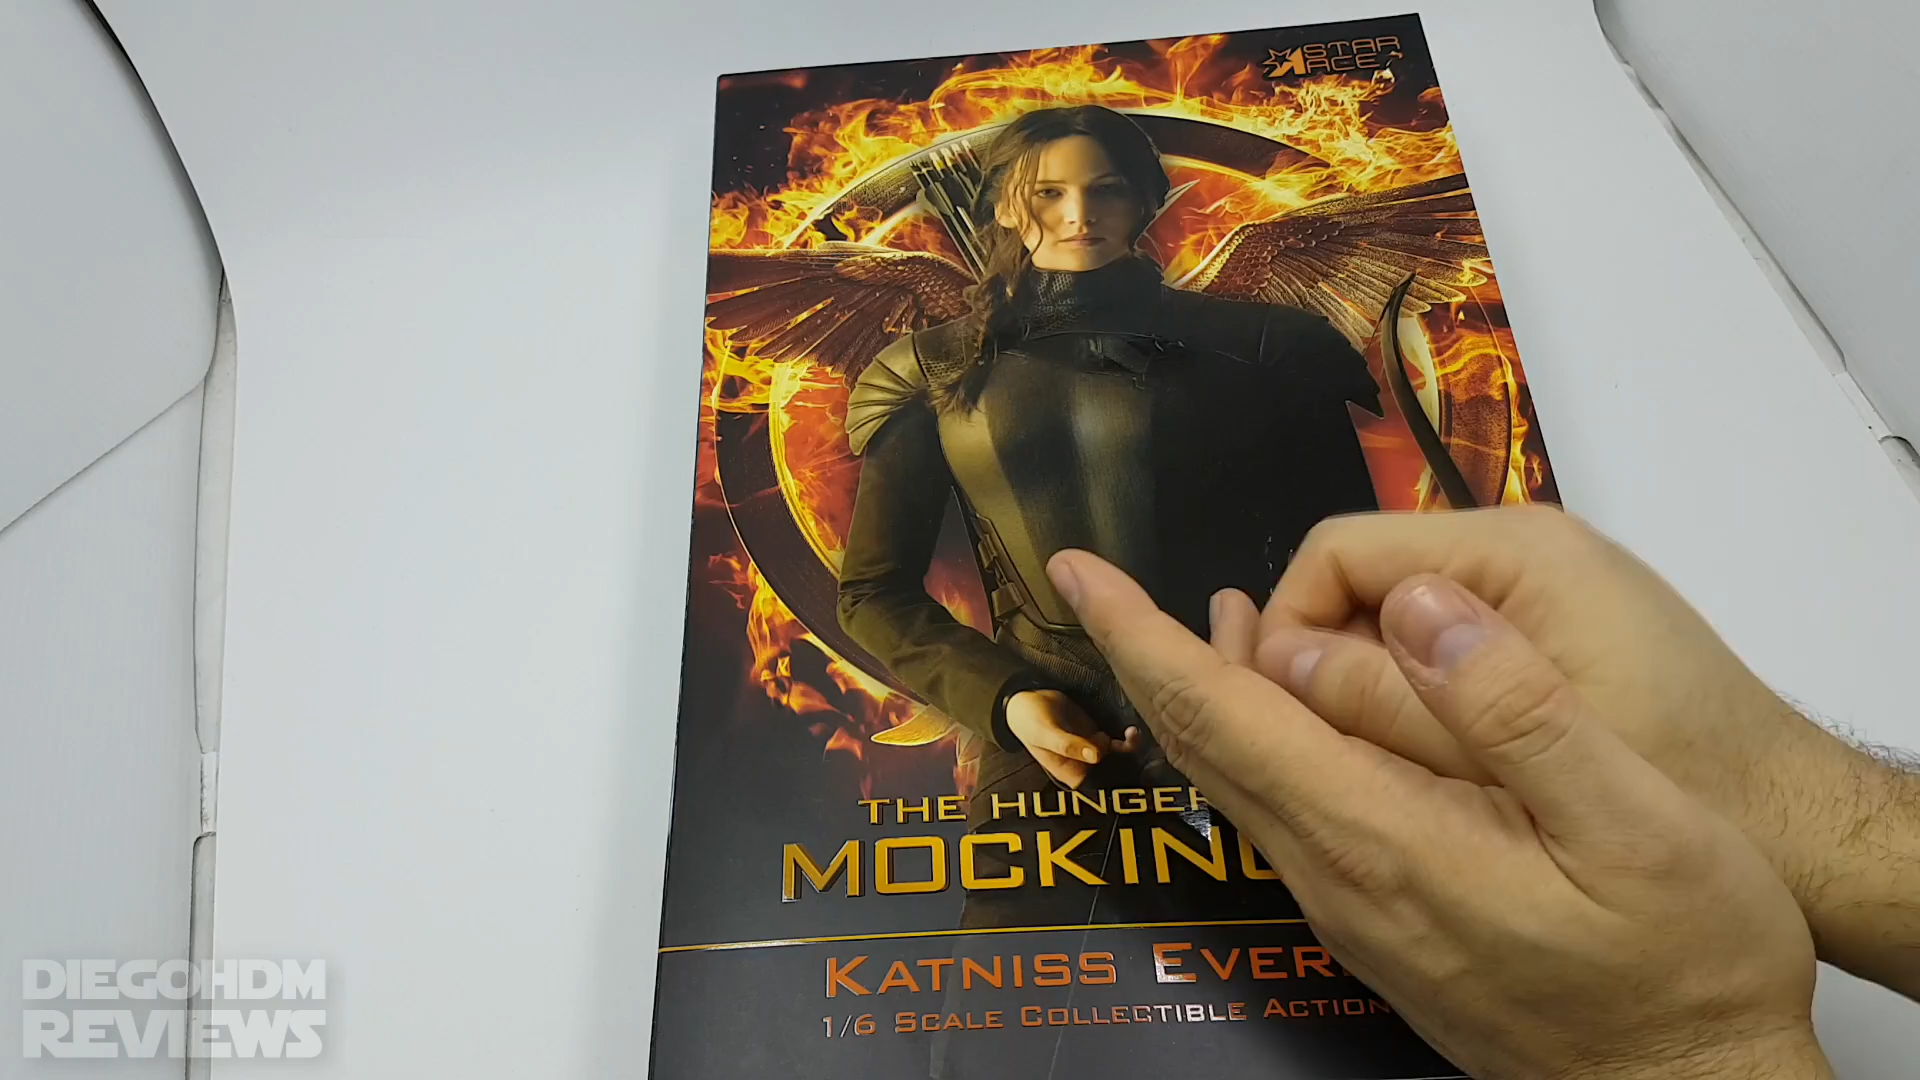 STAR
ACE
THE HUNGER
MOCKING
KATNISS EVER
1/6 SCALE COLLECTIBLE ACTION
DIEGOHDM
REVIEWS